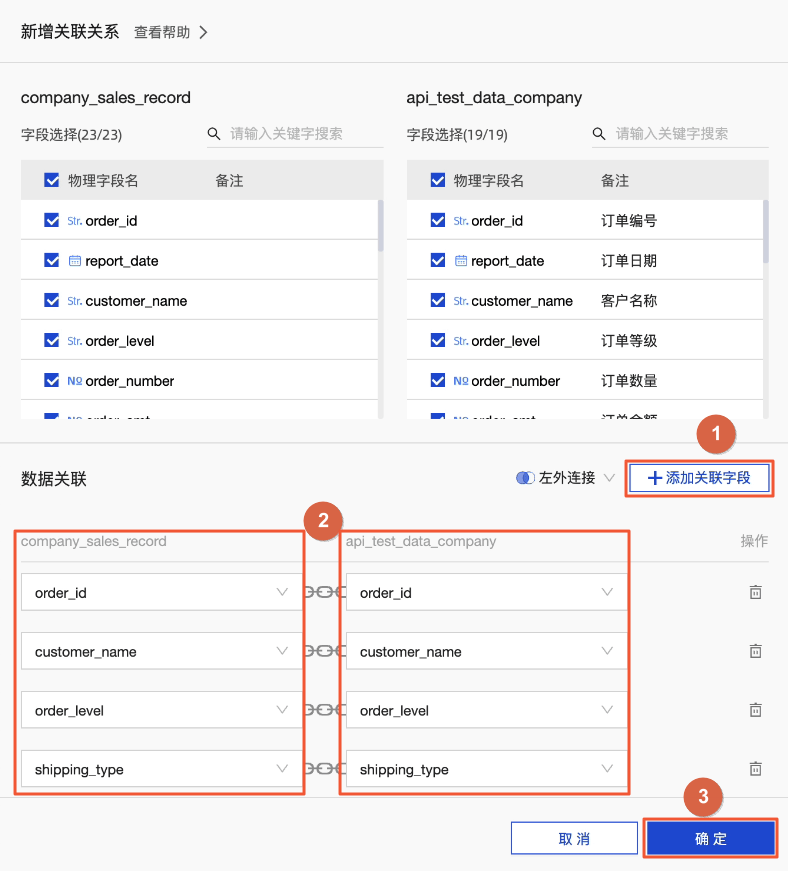 新增关联关系 查看帮助
company_sales_record api_test_data_company
字段选择(23/23) 请输入关键字搜索 字段选择(19/19) 请输入关键字搜索
物理字段名 备注 物理字段名 备注
Str. order_id Str. order_id 订单编号
report_date report_date 订单日期
Str. customer_name Str. customer_name 客户名称
Str. order_level Str. order_level 订单等级
No order_number No order_number 订单数量
1
数据关联 左外连接 添加关联字段
2
company_sales_record api_test_data_company 操作
order_id order_id
customer_name customer_name
order_level order_level
shipping_type shipping_type
3
取消 确定